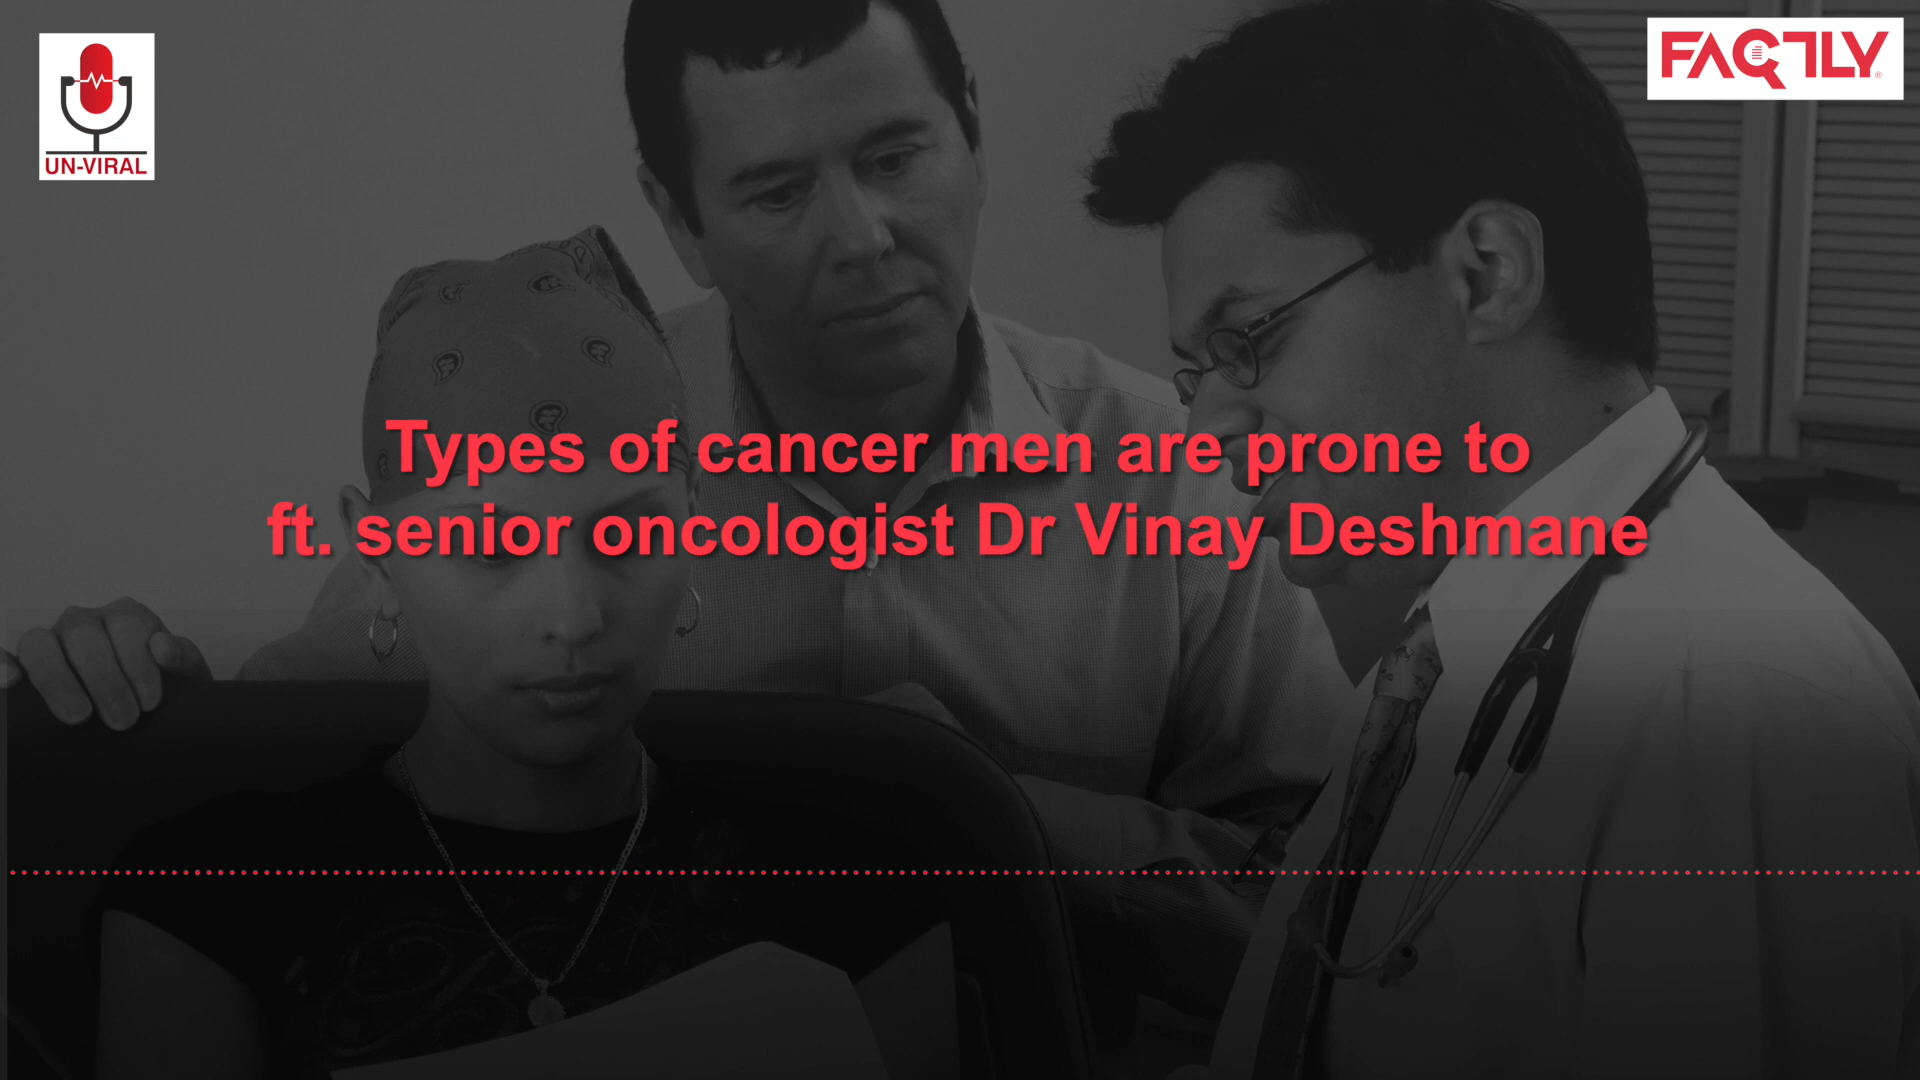 UN-VIRAL
FACTLY
Types of cancer men are prone to
ft. senior oncologist Dr Vinay Deshmane